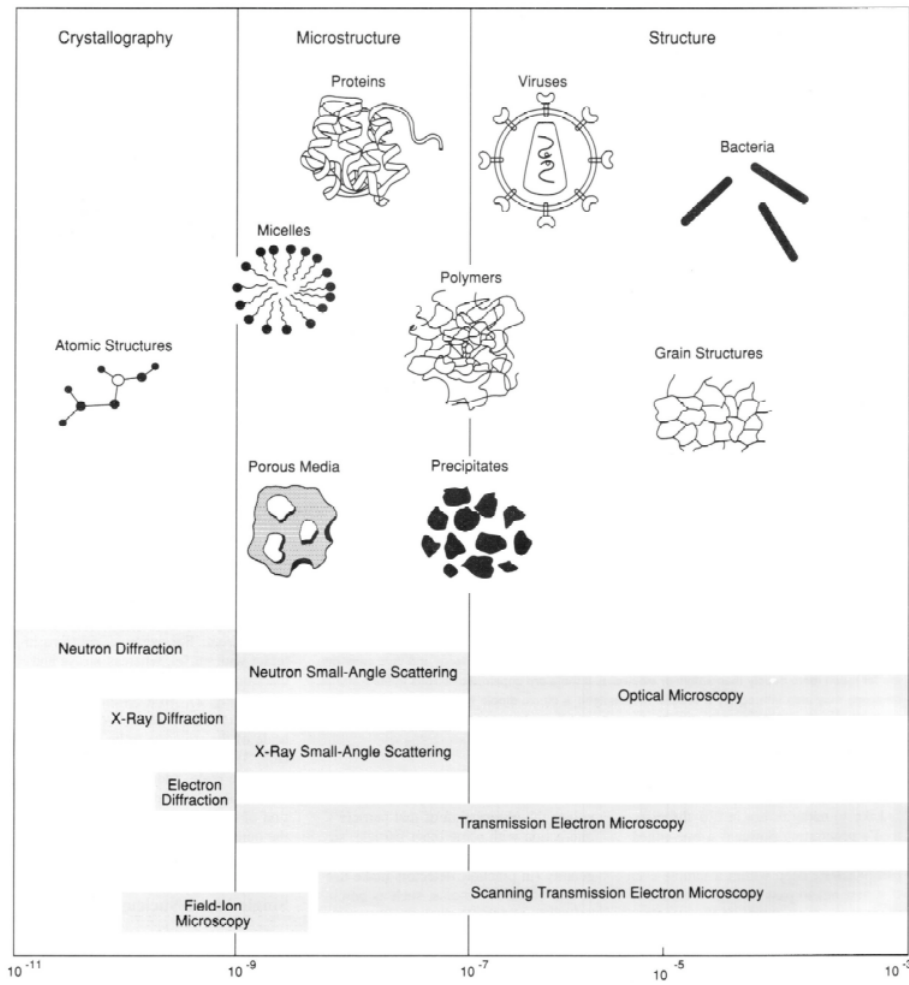 Crystallography
Microstructure
Structure
Proteins
Viruses
Bacteria
Micelles
Polymers
Atomic Structures
Grain Structures
Porous Media
Precipitates
Neutron Diffraction
Neutron Small-Angle Scattering
Optical Microscopy
X-Ray Diffraction
X-Ray Small-Angle Scattering
Electron
Diffraction
Transmission Electron Microscopy
Scanning Transmission Electron Microscopy
Field-Ion
Microscopy
10⁻¹¹
10⁻⁹
10⁻⁷
10⁻⁵
10⁻³